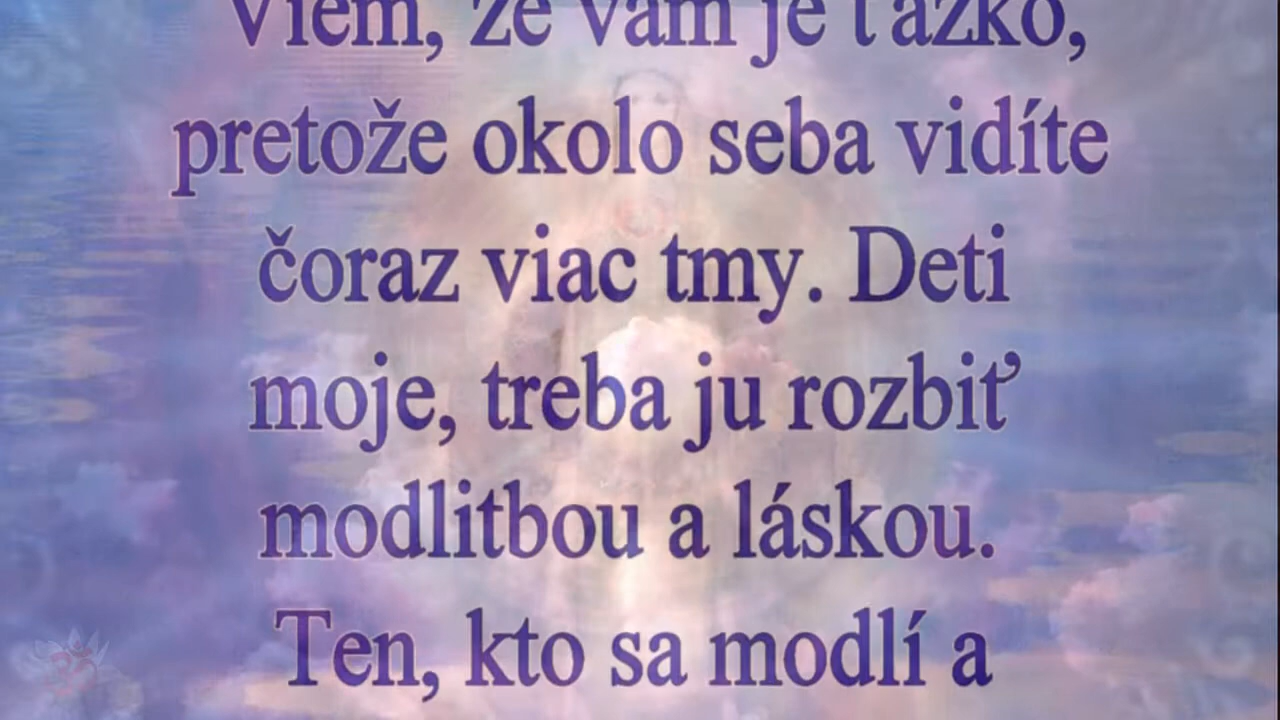 Viem, že vám je ťažko,
pretože okolo seba vidíte
čoraz viac tmy. Deti
moje, treba ju rozbiť
modlitbou a láskou.
Ten, kto sa modlí a